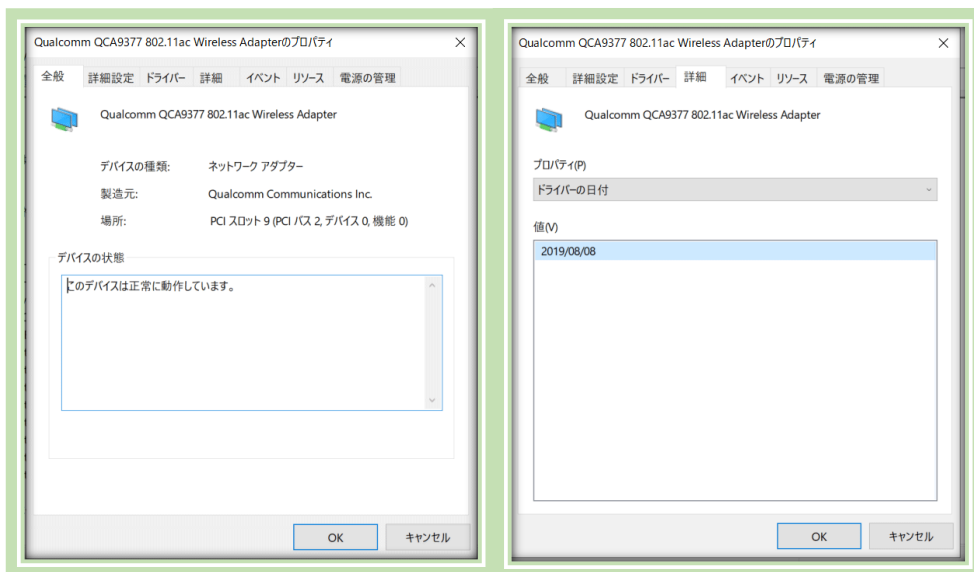 Qualcomm QCA9377 802.11ac Wireless Adapterのプロパティ
全般 詳細設定 ドライバー 詳細 イベント リソース 電源の管理
Qualcomm QCA9377 802.11ac Wireless Adapter
デバイスの種類: ネットワーク アダプター
製造元: Qualcomm Communications Inc.
場所: PCI スロット 9 (PCI バス 2, デバイス 0, 機能 0)
デバイスの状態
このデバイスは正常に動作しています。
OK キャンセル
Qualcomm QCA9377 802.11ac Wireless Adapterのプロパティ
全般 詳細設定 ドライバー 詳細 イベント リソース 電源の管理
Qualcomm QCA9377 802.11ac Wireless Adapter
プロパティ(P)
ドライバーの日付
値(V)
2019/08/08
OK キャンセル